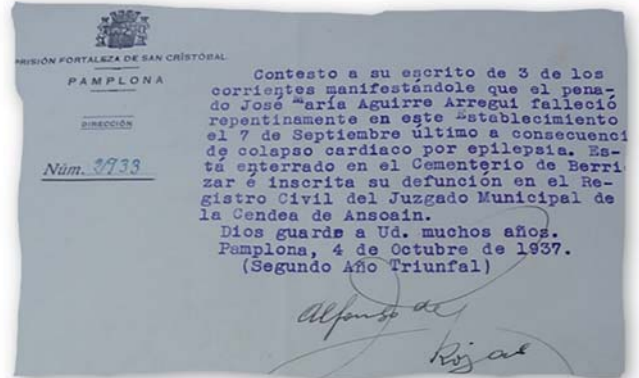 PRISIÓN FORTALEZA DE SAN CRISTÓBAL
PAMPLONA
DIRECCIÓN
Núm. 2933
Contesto a su escrito de 3 de los
corrientes manifestándole que el pena-
do José María Aguirre Arregui falleció
repentinamente en este Establecimiento
el 7 de Septiembre último a consecuenci
de colapso cardiaco por epilepsia. Es-
tá enterrado en el Cementerio de Berri
zar é inscrita su defunción en el Re-
gistro Civil del Juzgado Municipal de
la Cendea de Ansoain.
Dios guarde a Ud. muchos años.
Pamplona, 4 de Octubre de 1937.
(Segundo Año Triunfal)
Alfonso de
Rojas